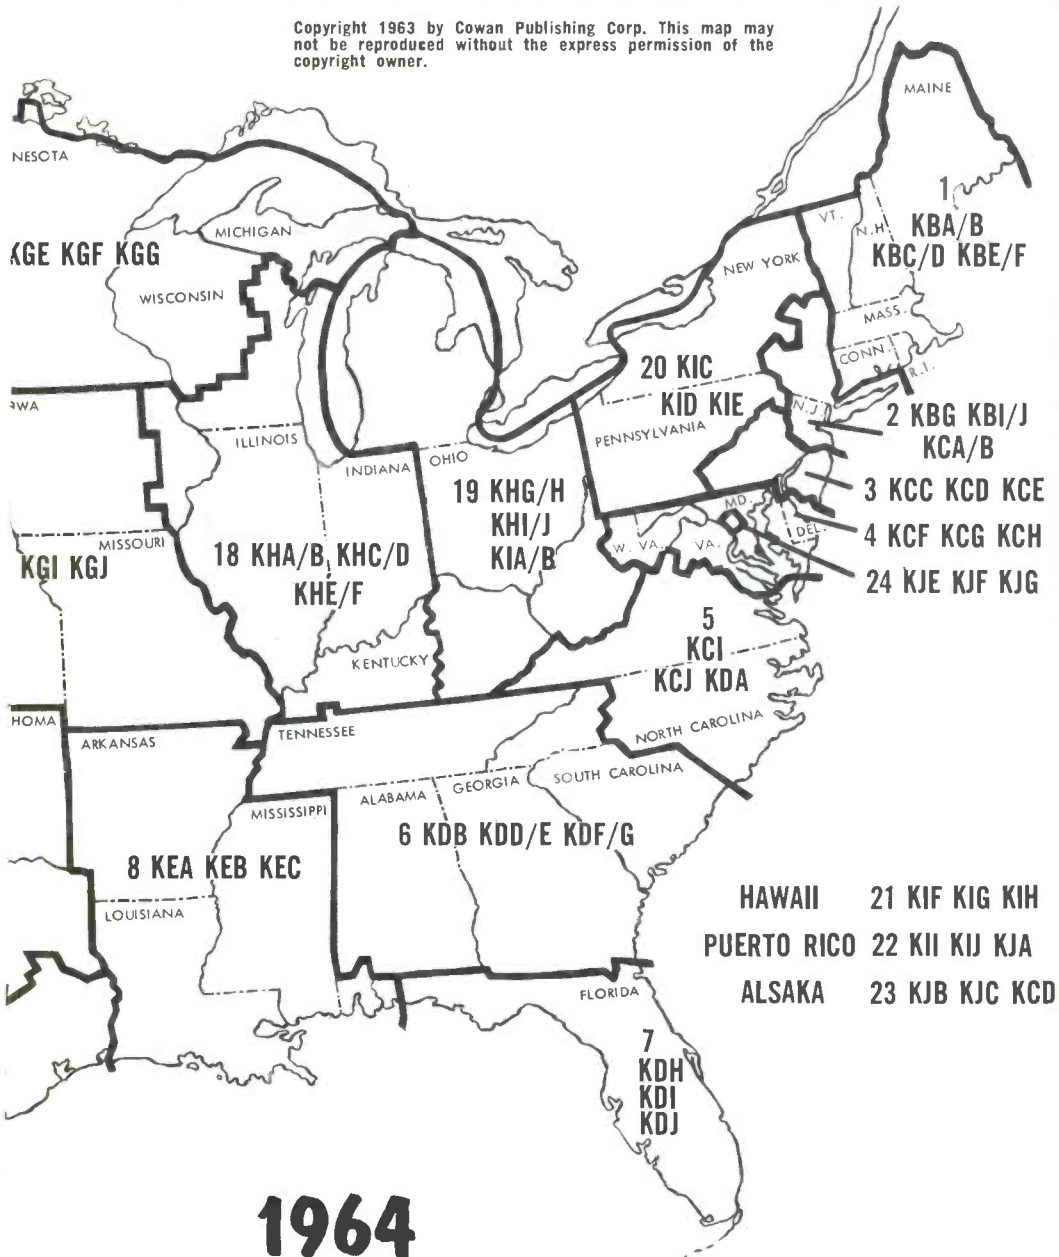 Copyright 1963 by Cowan Publishing Corp. This map may
not be reproduced without the express permission of the
copyright owner.
MAINE
NESOTA
1
KBA/B
KBC/D KBE/F
VT.
N.H
MICHIGAN
KGE KGF KGG
NEW YORK
WISCONSIN
MASS.
CONN.
R.I.
20 KIC
KID KIE
N.J.
2 KBG KBI/J
KCA/B
PENNSYLVANIA
ILLINOIS
INDIANA
OHIO
19 KHG/H
KHI/J
KIA/B
3 KCC KCD KCE
MD.
DEL.
4 KCF KCG KCH
MISSOURI
W. VA.
VA.
KGI KGJ
18 KHA/B KHC/D
KHE/F
24 KJE KJF KJG
5
KCI
KCJ KDA
KENTUCKY
HOMA
ARKANSAS
TENNESSEE
NORTH CAROLINA
SOUTH CAROLINA
GEORGIA
ALABAMA
MISSISSIPPI
6 KDB KDD/E KDF/G
8 KEA KEB KEC
LOUISIANA
HAWAII 21 KIF KIG KIH
PUERTO RICO 22 KII KIJ KJA
ALSAKA 23 KJB KJC KCD
FLORIDA
7
KDH
KDI
KDJ
1964